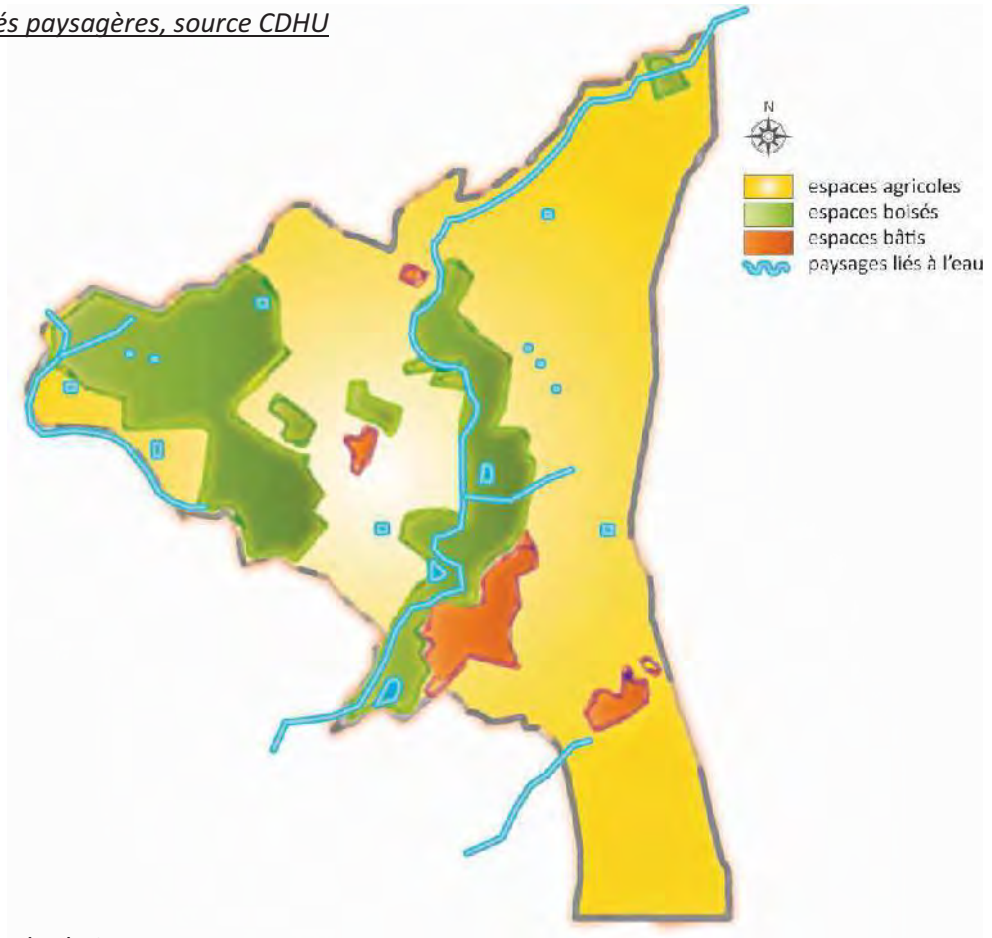 és paysagères, source CDHU
N
espaces agricoles
espaces boisés
espaces bâtis
paysages liés à l'eau